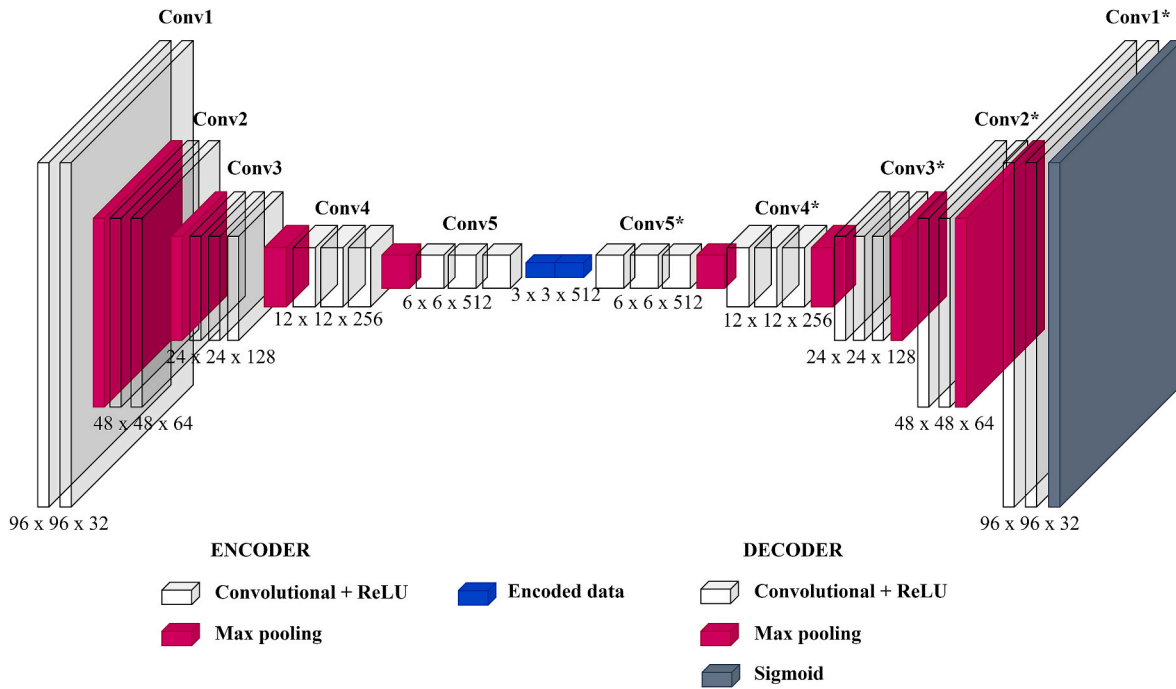 Conv1
Conv1*
Conv2
Conv2*
Conv3
Conv3*
Conv4
Conv4*
Conv5
Conv5*
6 x 6 x 512
3 x 3 x 512
6 x 6 x 512
12 x 12 x 256
12 x 12 x 256
24 x 24 x 128
24 x 24 x 128
48 x 48 x 64
48 x 48 x 64
96 x 96 x 32
96 x 96 x 32
ENCODER
DECODER
Convolutional + ReLU
Encoded data
Convolutional + ReLU
Max pooling
Max pooling
Sigmoid